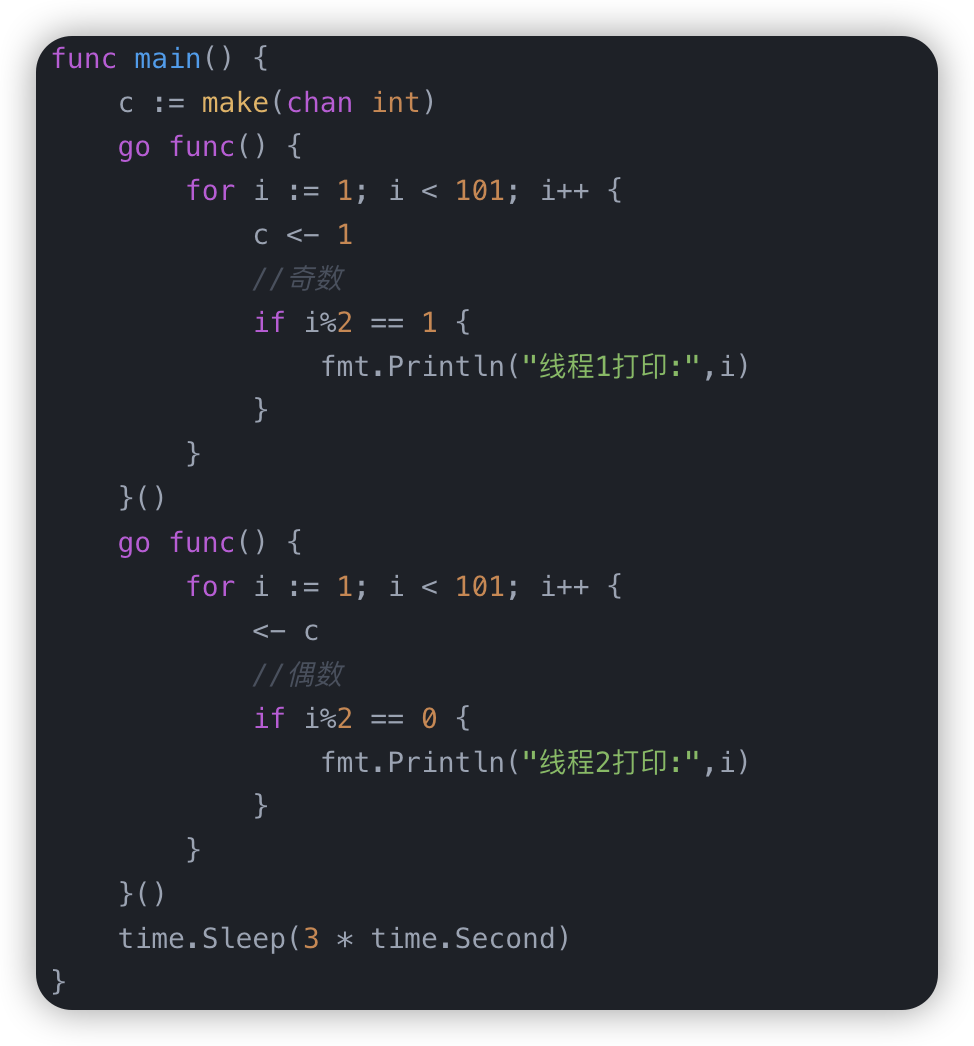 func main() {
    c := make(chan int)
    go func() {
        for i := 1; i < 101; i++ {
            c <- 1
            //奇数
            if i%2 == 1 {
                fmt.Println("线程1打印:",i)
            }
        }
    }()
    go func() {
        for i := 1; i < 101; i++ {
            <- c
            //偶数
            if i%2 == 0 {
                fmt.Println("线程2打印:",i)
            }
        }
    }()
    time.Sleep(3 * time.Second)
}